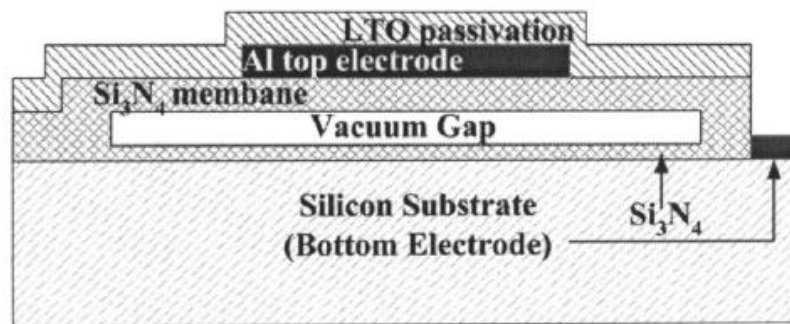 LTO passivation
Al top electrode
Si₃N₄ membane
Vacuum Gap
Silicon Substrate
Si₃N₄
(Bottom Electrode)